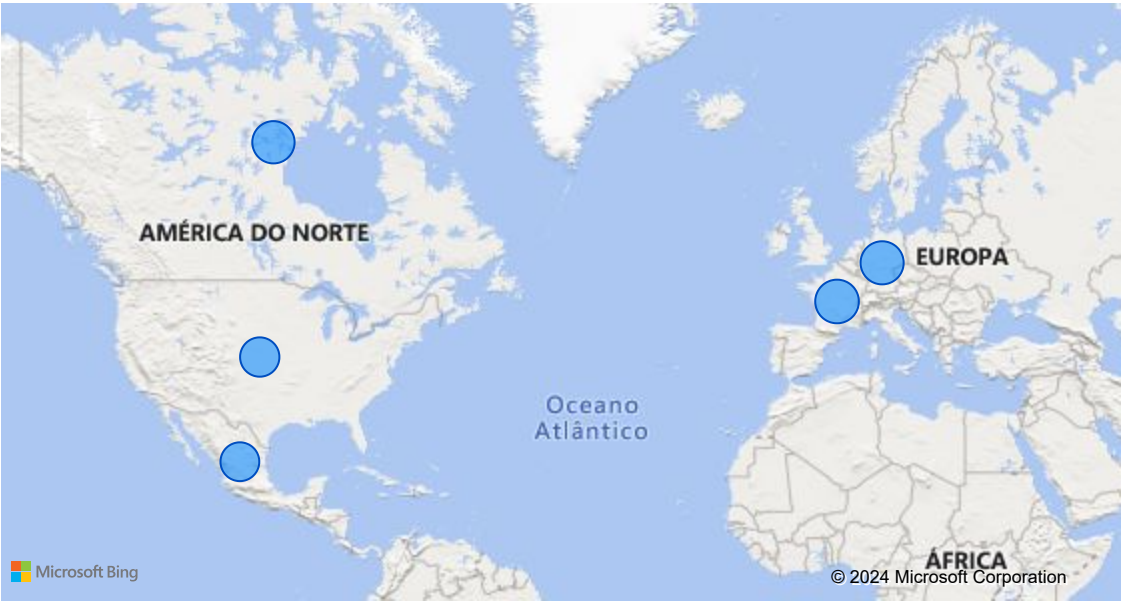 AMÉRICA DO NORTE
EUROPA
Oceano
Atlântico
ÁFRICA
Microsoft Bing
© 2024 Microsoft Corporation